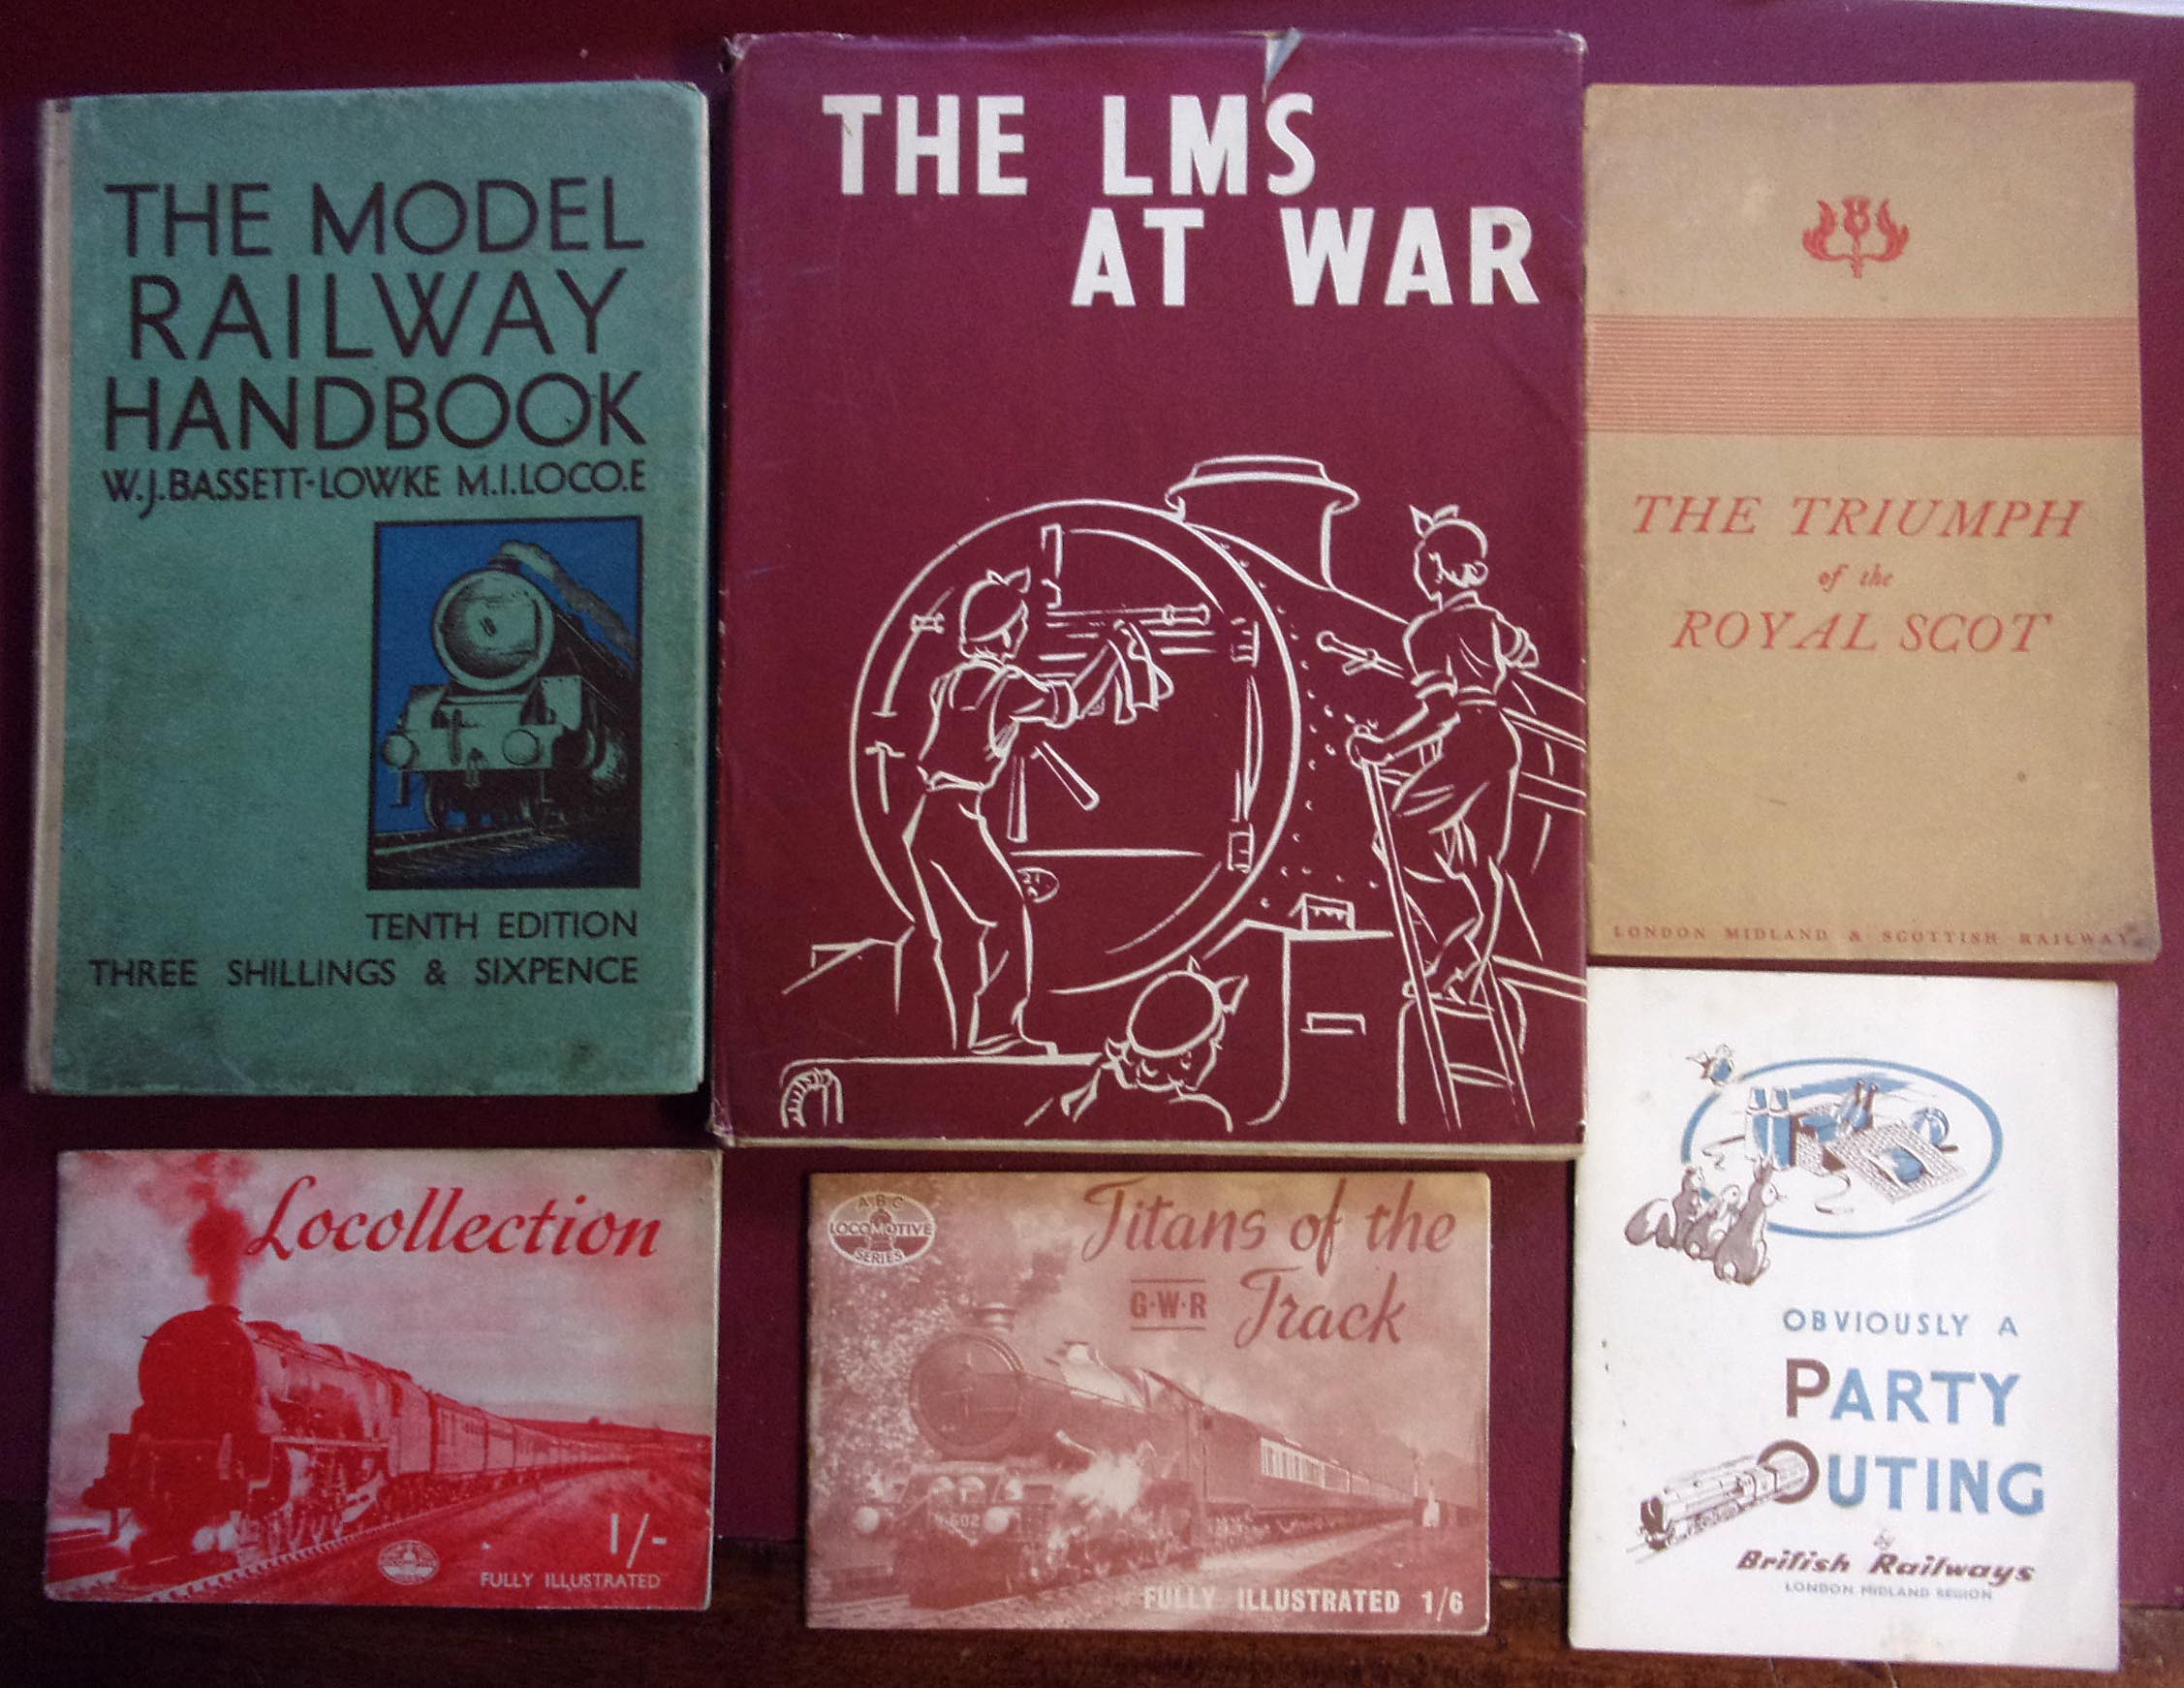 THE MODEL
RAILWAY
HANDBOOK
W.J.BASSETT-LOWKE M.I.LOCO.E
TENTH EDITION
THREE SHILLINGS & SIXPENCE
THE LMS
AT WAR
21
THE TRIUMPH
of the
ROYAL SCOT
LONDON MIDLAND & SCOTTISH RAILWAY
Locollection
1/-
FULLY ILLUSTRATED
A·B·C
LOCOMOTIVE
SERIES
Titans of the
G·W·R Track
FULLY ILLUSTRATED 1/6
OBVIOUSLY A
PARTY
OUTING
by
British Railways
LONDON MIDLAND REGION